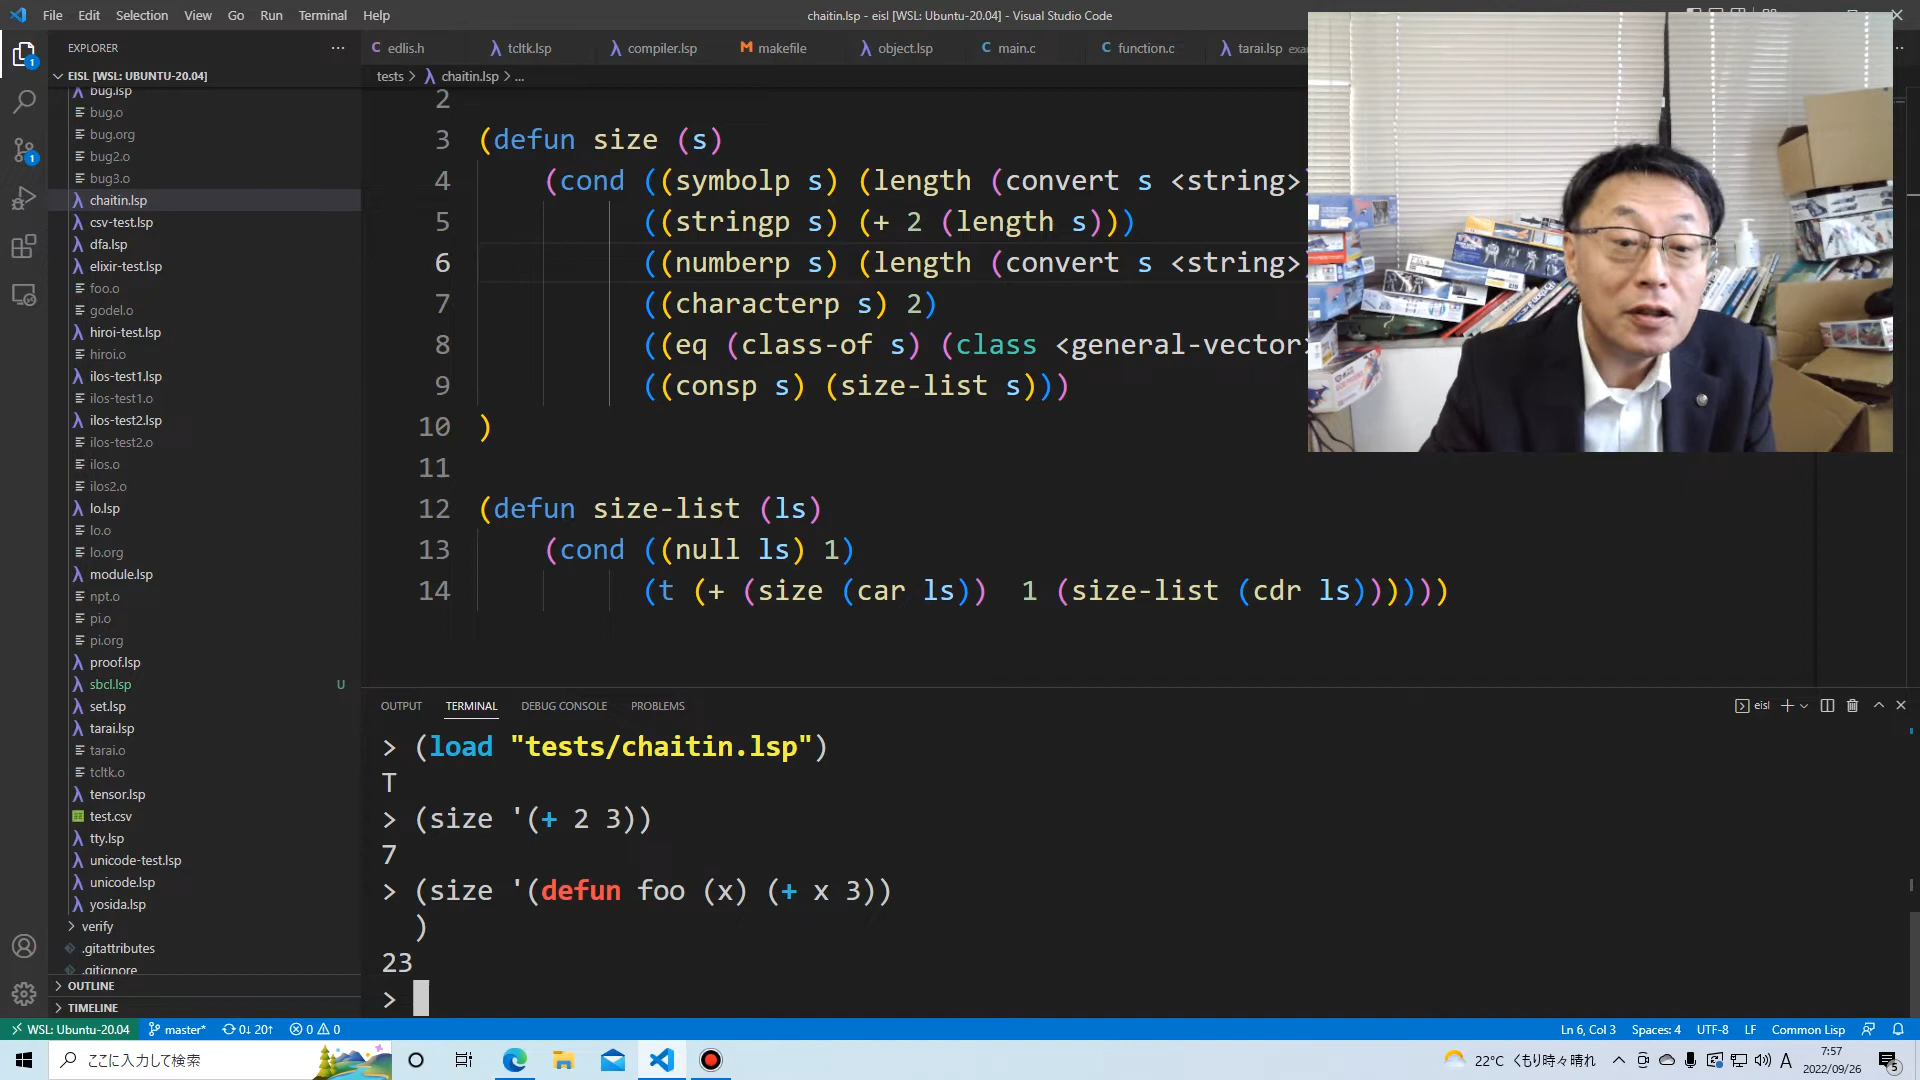 File Edit Selection View Go Run Terminal Help
chaitin.lsp - eisl [WSL: Ubuntu-20.04] - Visual Studio Code
EXPLORER
EISL [WSL: UBUNTU-20.04]
bug.lsp
bug.o
bug.org
bug2.o
bug3.o
chaitin.lsp
csv-test.lsp
dfa.lsp
elixir-test.lsp
foo.o
godel.o
hiroi-test.lsp
hiroi.o
ilos-test1.lsp
ilos-test1.o
ilos-test2.lsp
ilos-test2.o
ilos.o
ilos2.o
lo.lsp
lo.o
lo.org
module.lsp
npt.o
pi.o
pi.org
proof.lsp
sbcl.lsp U
set.lsp
tarai.lsp
tarai.o
tcltk.o
tensor.lsp
test.csv
tty.lsp
unicode-test.lsp
unicode.lsp
yosida.lsp
verify
.gitattributes
.gitignore
OUTLINE
TIMELINE
C edlis.h λ tcltk.lsp λ compiler.lsp M makefile λ object.lsp C main.c C function.c λ tarai.lsp exa
tests > λ chaitin.lsp > ...
2
3 (defun size (s)
4 (cond ((symbolp s) (length (convert s <string>)
5 ((stringp s) (+ 2 (length s)))
6 ((numberp s) (length (convert s <string>)
7 ((characterp s) 2)
8 ((eq (class-of s) (class <general-vector>
9 ((consp s) (size-list s)))
10 )
11
12 (defun size-list (ls)
13 (cond ((null ls) 1)
14 (t (+ (size (car ls))  1 (size-list (cdr ls))))))
OUTPUT TERMINAL DEBUG CONSOLE PROBLEMS
eisl
> (load "tests/chaitin.lsp")
T
> (size '(+ 2 3))
7
> (size '(defun foo (x) (+ x 3))
)
23
>
WSL: Ubuntu-20.04 master* 0↓ 20↑ 0 0
Ln 6, Col 3 Spaces: 4 UTF-8 LF Common Lisp
ここに入力して検索
22°C くもり時々晴れ A
7:57
2022/09/26
5